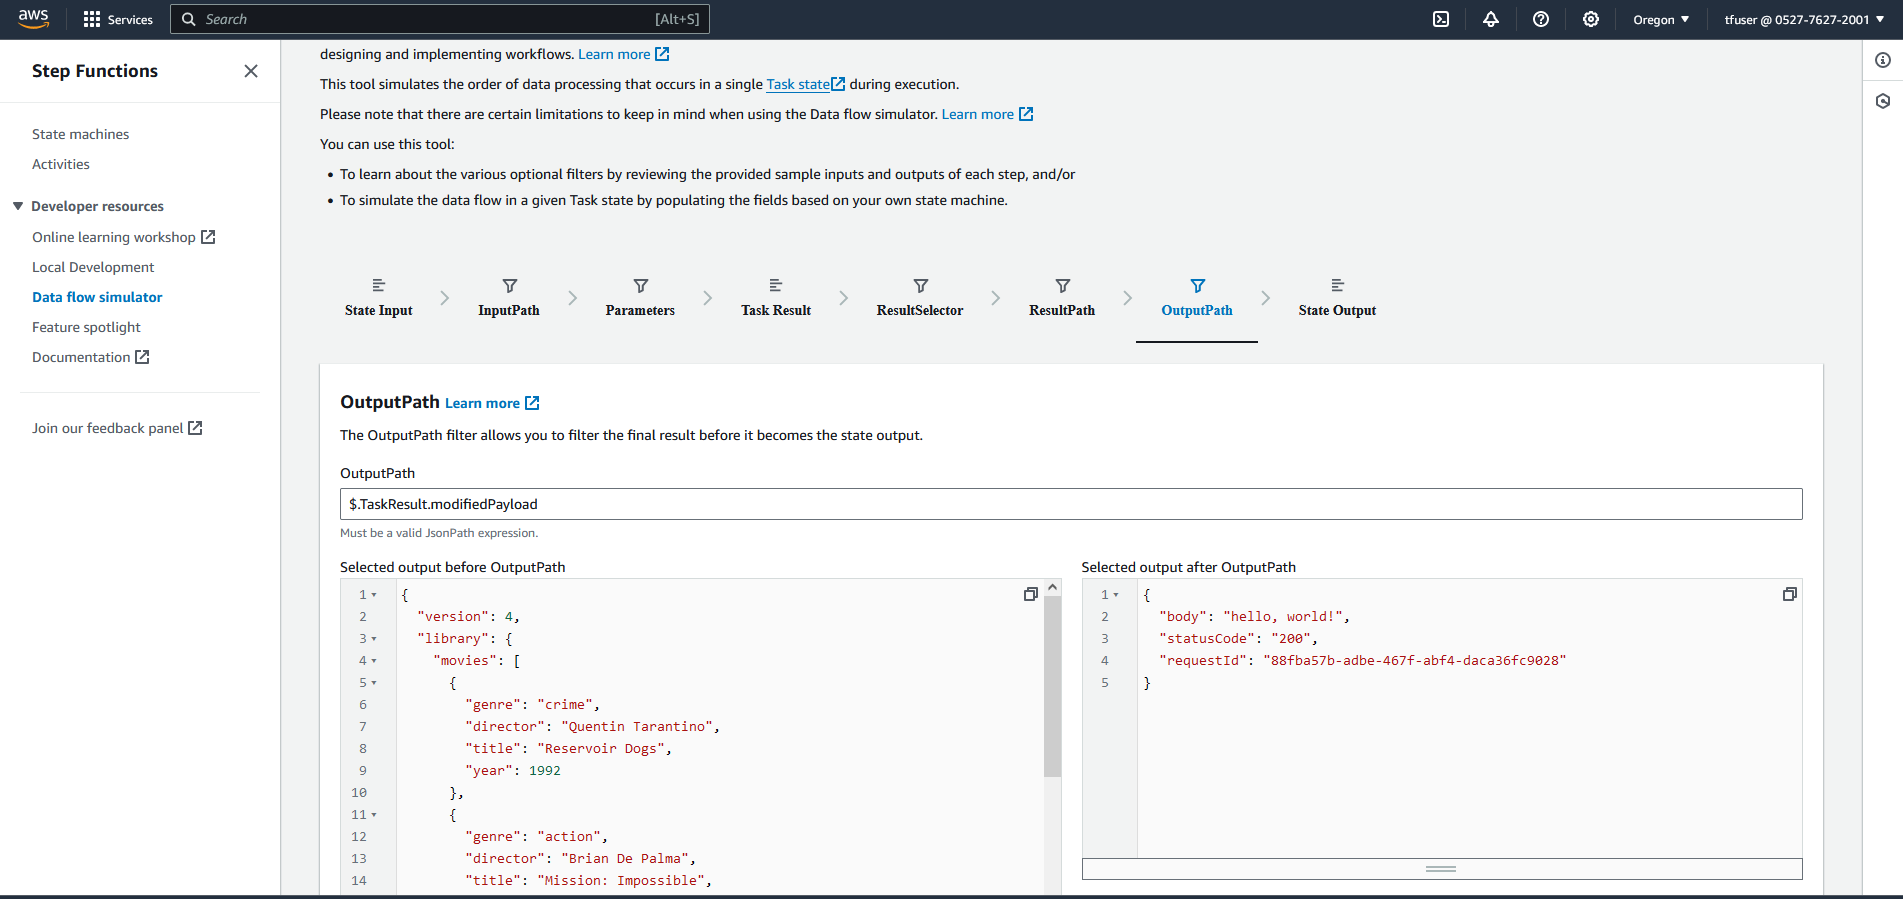 aws
Services
Search
[Alt+S]
Oregon
tfuser @ 0527-7627-2001
Step Functions
State machines
Activities
Developer resources
Online learning workshop
Local Development
Data flow simulator
Feature spotlight
Documentation
Join our feedback panel
designing and implementing workflows. Learn more
This tool simulates the order of data processing that occurs in a single Task state during execution.
Please note that there are certain limitations to keep in mind when using the Data flow simulator. Learn more
You can use this tool:
• To learn about the various optional filters by reviewing the provided sample inputs and outputs of each step, and/or
• To simulate the data flow in a given Task state by populating the fields based on your own state machine.
State Input
InputPath
Parameters
Task Result
ResultSelector
ResultPath
OutputPath
State Output
OutputPath Learn more
The OutputPath filter allows you to filter the final result before it becomes the state output.
OutputPath
$.TaskResult.modifiedPayload
Must be a valid JsonPath expression.
Selected output before OutputPath
1 {
2 "version": 4,
3 "library": {
4 "movies": [
5 {
6 "genre": "crime",
7 "director": "Quentin Tarantino",
8 "title": "Reservoir Dogs",
9 "year": 1992
10 },
11 {
12 "genre": "action",
13 "director": "Brian De Palma",
14 "title": "Mission: Impossible",
Selected output after OutputPath
1 {
2 "body": "hello, world!",
3 "statusCode": "200",
4 "requestId": "88fba57b-adbe-467f-abf4-daca36fc9028"
5 }